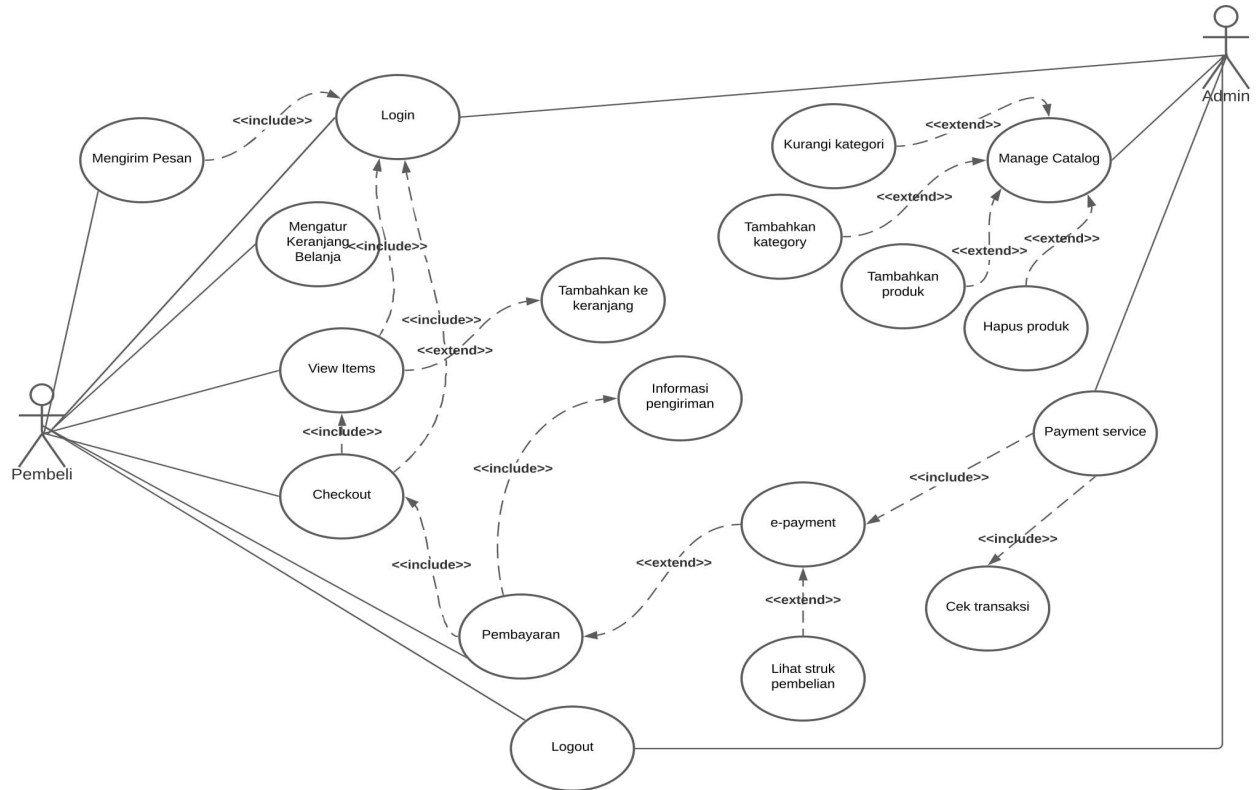 Admin
Login
<<include>>
Mengirim Pesan
Kurangi kategori
<<extend>>
Manage Catalog
<<extend>>
Mengatur
Keranjang
Belanja
<<include>>
Tambahkan
kategory
<<extend>>
<<extend>>
Tambahkan
produk
Tambahkan ke
keranjang
Hapus produk
<<include>>
<<extend>>
View Items
Informasi
pengiriman
<<include>>
Payment service
Pembeli
<<include>>
<<include>>
Checkout
e-payment
<<include>>
<<include>>
<<extend>>
<<extend>>
Cek transaksi
Pembayaran
Lihat struk
pembelian
Logout